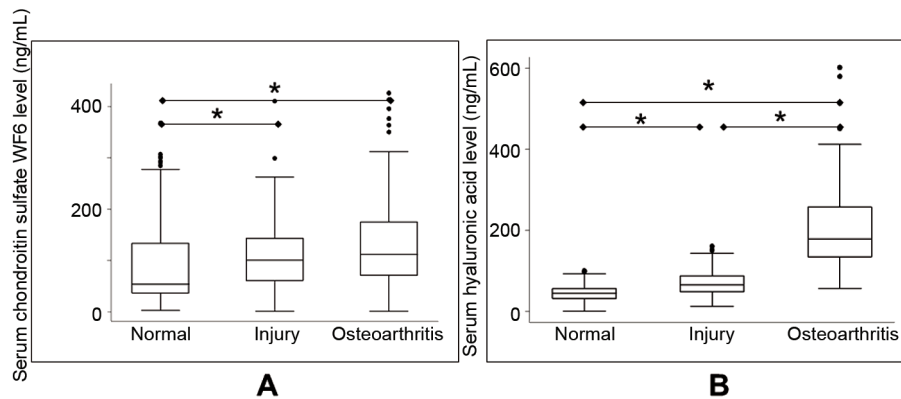 Serum chondroitin sulfate WF6 level (ng/mL)
400
200
0
*
*
Normal Injury Osteoarthritis
A
Serum hyaluronic acid level (ng/mL)
600
400
200
0
*
* *
Normal Injury Osteoarthritis
B